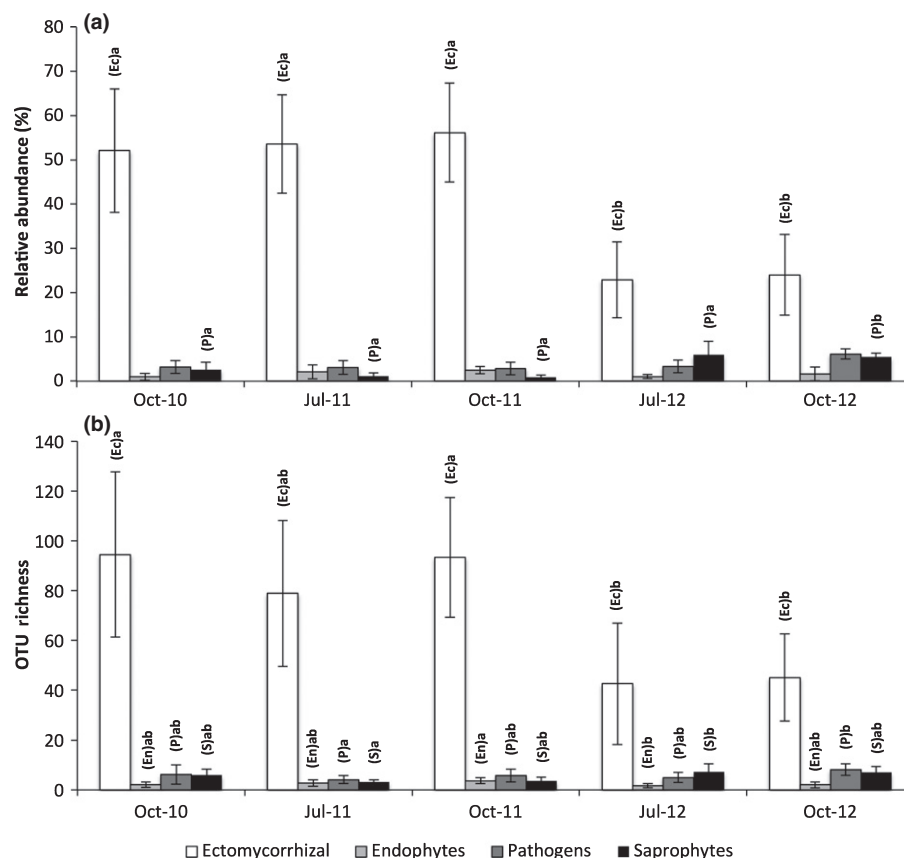 (a)
Relative abundance (%)
80
70
60
50
40
30
20
10
0
(Ec)a
(P)a
(Ec)a
(P)a
(Ec)a
(P)a
(Ec)b
(P)a
(Ec)b
(P)b
Oct-10
Jul-11
Oct-11
Jul-12
Oct-12
(b)
OTU richness
140
120
100
80
60
40
20
0
(Ec)a
(En)ab
(P)ab
(S)ab
(Ec)ab
(En)ab
(P)a
(S)a
(Ec)a
(En)a
(P)ab
(S)ab
(Ec)b
(En)b
(P)ab
(S)b
(Ec)b
(En)ab
(P)b
(S)ab
Oct-10
Jul-11
Oct-11
Jul-12
Oct-12
Ectomycorrhizal
Endophytes
Pathogens
Saprophytes